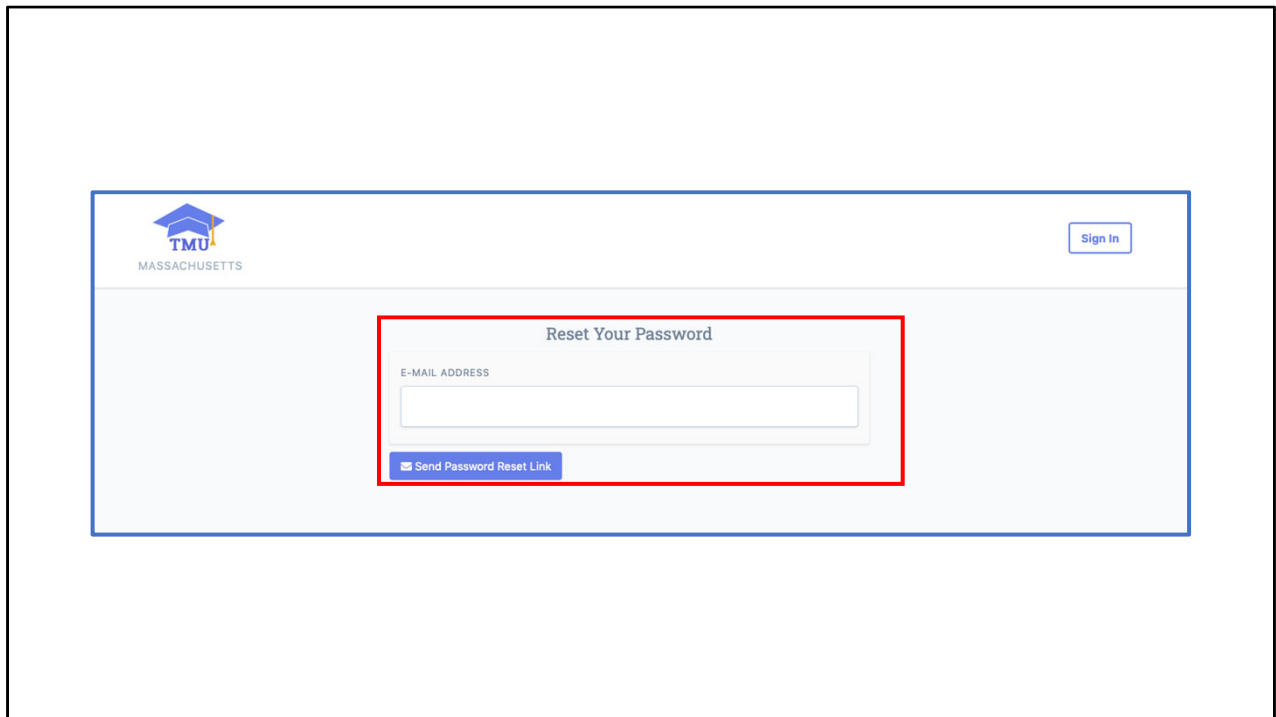 TMU
MASSACHUSETTS
Sign In
Reset Your Password
E-MAIL ADDRESS
Send Password Reset Link